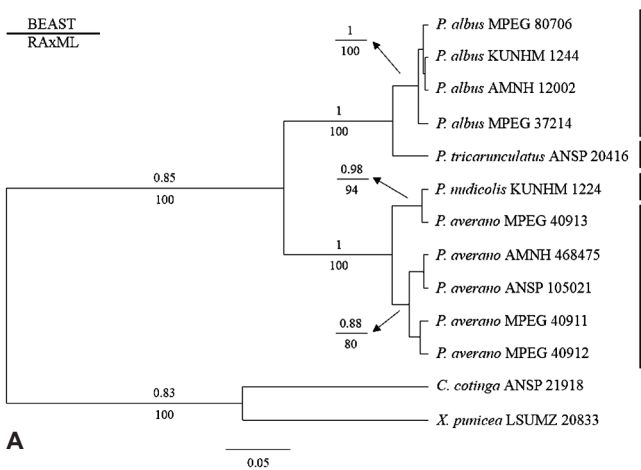 BEAST
RAxML
P. albus MPEG 80706
1
100
P. albus KUNHM 1244
P. albus AMNH 12002
1
100
P. albus MPEG 37214
P. tricarunculatus ANSP 20416
0.98
94
0.85
100
P. nudicolis KUNHM 1224
P. averano MPEG 40913
1
100
P. averano AMNH 468475
P. averano ANSP 105021
0.88
80
P. averano MPEG 40911
P. averano MPEG 40912
0.83
100
C. cotinga ANSP 21918
X. punicea LSUMZ 20833
A
0.05